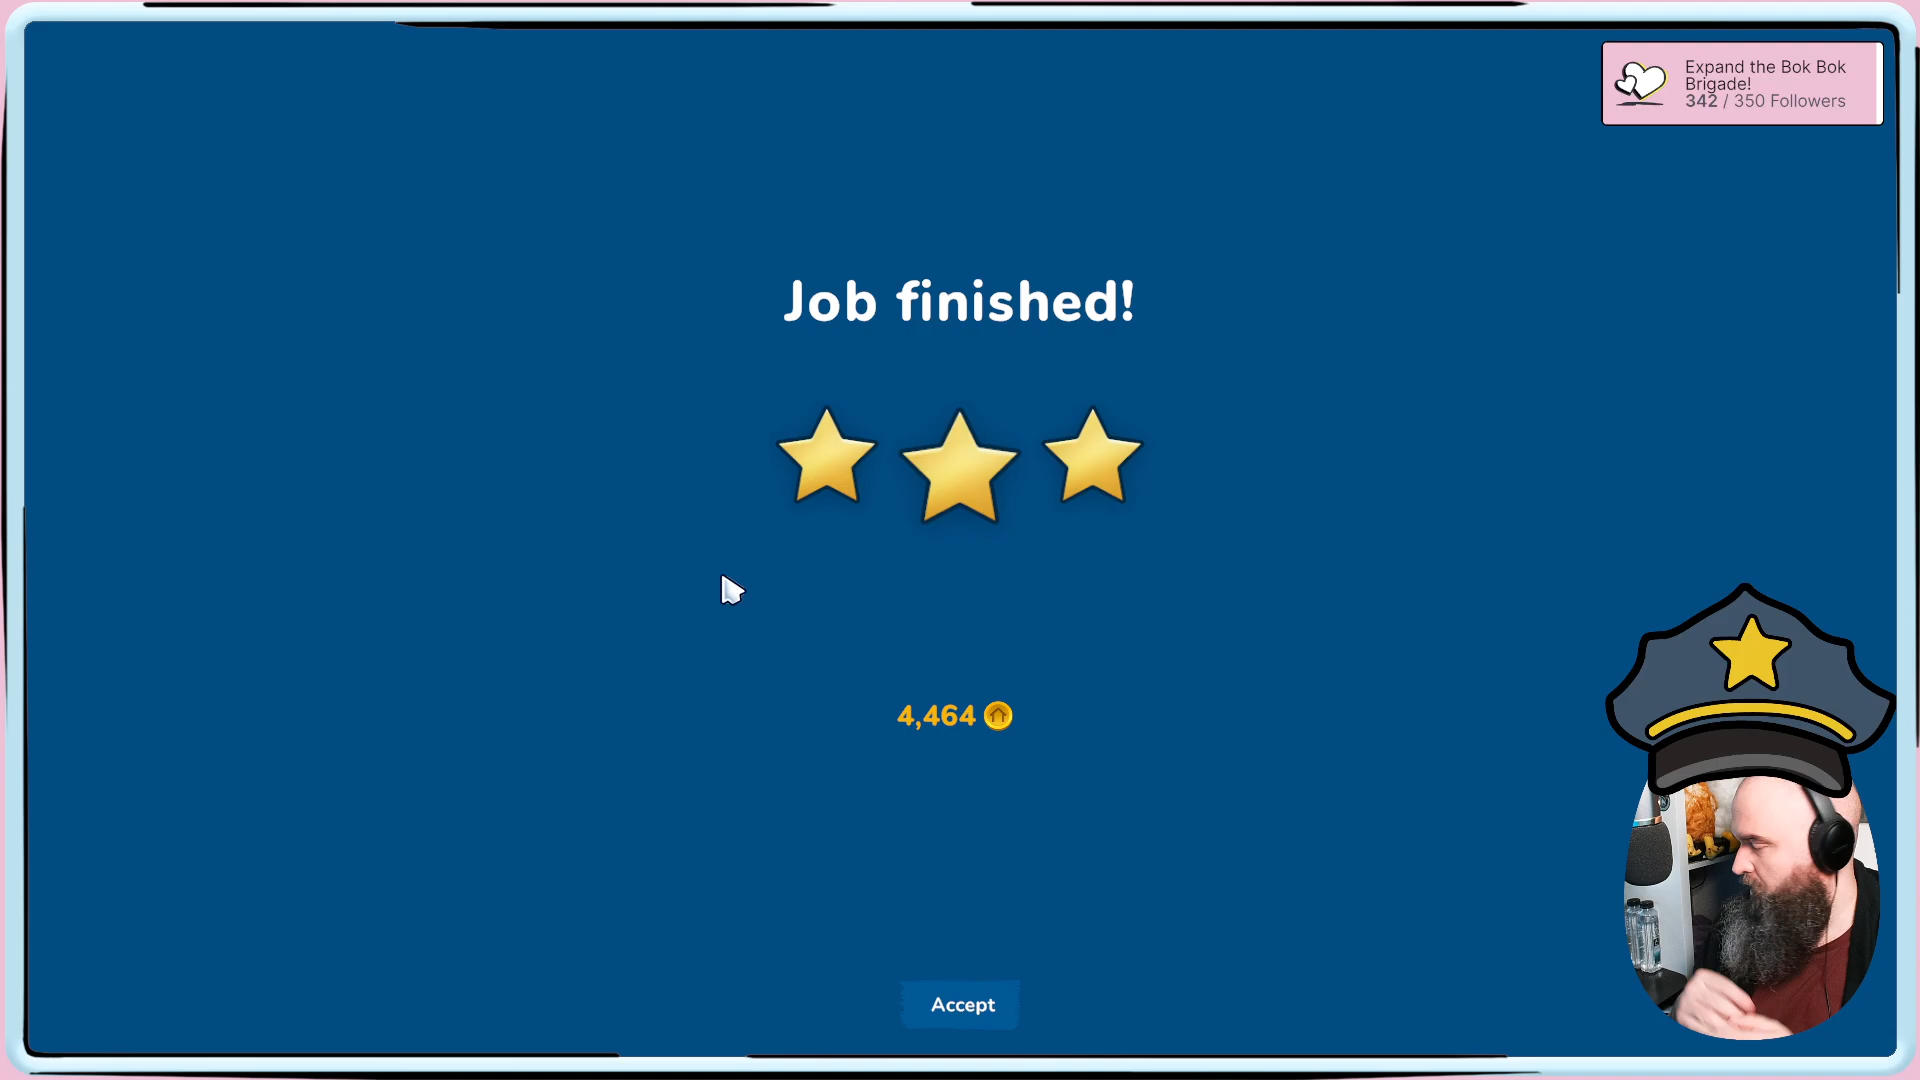 Expand the Bok Bok
Brigade!
342 / 350 Followers
Job finished!
4,464
Accept